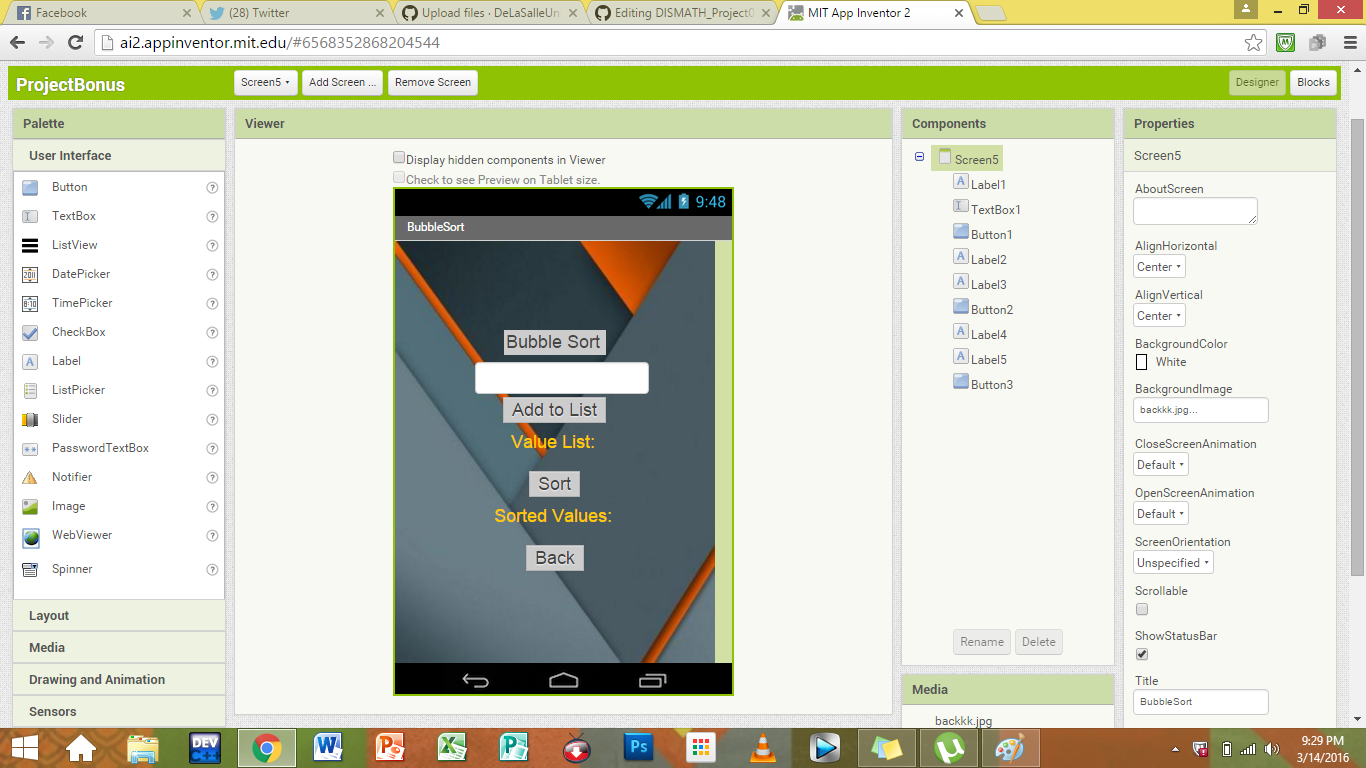 Facebook
(28) Twitter
Upload files · DeLaSalleUn
Editing DISMATH_Project0
MIT App Inventor 2
ai2.appinventor.mit.edu/#6568352868204544
ProjectBonus
Screen5
Add Screen ...
Remove Screen
Designer
Blocks
Palette
User Interface
Button
TextBox
ListView
DatePicker
TimePicker
CheckBox
Label
ListPicker
Slider
PasswordTextBox
Notifier
Image
WebViewer
Spinner
Layout
Media
Drawing and Animation
Sensors
Viewer
Display hidden components in Viewer
Check to see Preview on Tablet size.
9:48
BubbleSort
Bubble Sort
Add to List
Value List:
Sort
Sorted Values:
Back
Components
Screen5
Label1
TextBox1
Button1
Label2
Label3
Button2
Label4
Label5
Button3
Rename
Delete
Media
backkk.jpg
Properties
Screen5
AboutScreen
AlignHorizontal
Center
AlignVertical
Center
BackgroundColor
White
BackgroundImage
backkk.jpg...
CloseScreenAnimation
Default
OpenScreenAnimation
Default
ScreenOrientation
Unspecified
Scrollable
ShowStatusBar
Title
BubbleSort
DEV
C++
Ps
9:29 PM
3/14/2016